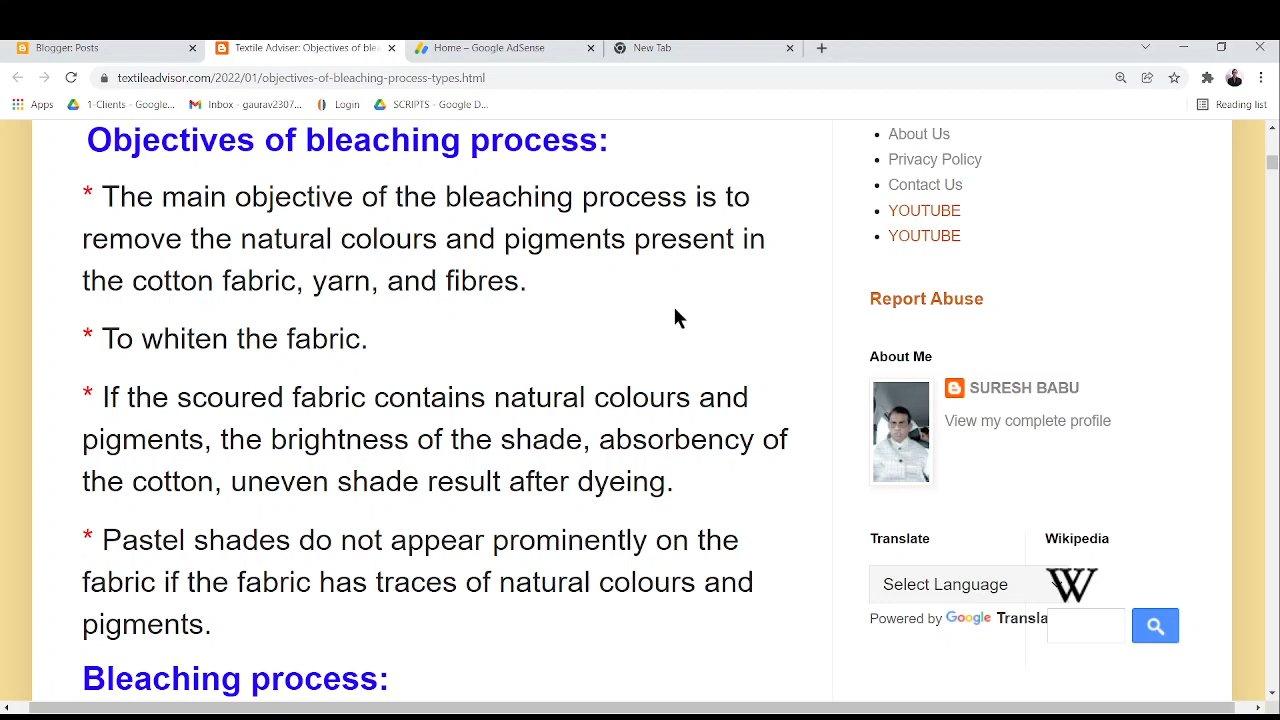 Blogger: Posts
Textile Adviser: Objectives of ble
Home – Google AdSense
New Tab
textileadvisor.com/2022/01/objectives-of-bleaching-process-types.html
Apps
1-Clients - Google...
Inbox - gaurav2307...
Login
SCRIPTS - Google D...
Reading list
Objectives of bleaching process:
* The main objective of the bleaching process is to
remove the natural colours and pigments present in
the cotton fabric, yarn, and fibres.
* To whiten the fabric.
* If the scoured fabric contains natural colours and
pigments, the brightness of the shade, absorbency of
the cotton, uneven shade result after dyeing.
* Pastel shades do not appear prominently on the
fabric if the fabric has traces of natural colours and
pigments.
Bleaching process:
About Us
Privacy Policy
Contact Us
YOUTUBE
YOUTUBE
Report Abuse
About Me
SURESH BABU
View my complete profile
Translate
Select Language
Powered by Google Transla
Wikipedia
W